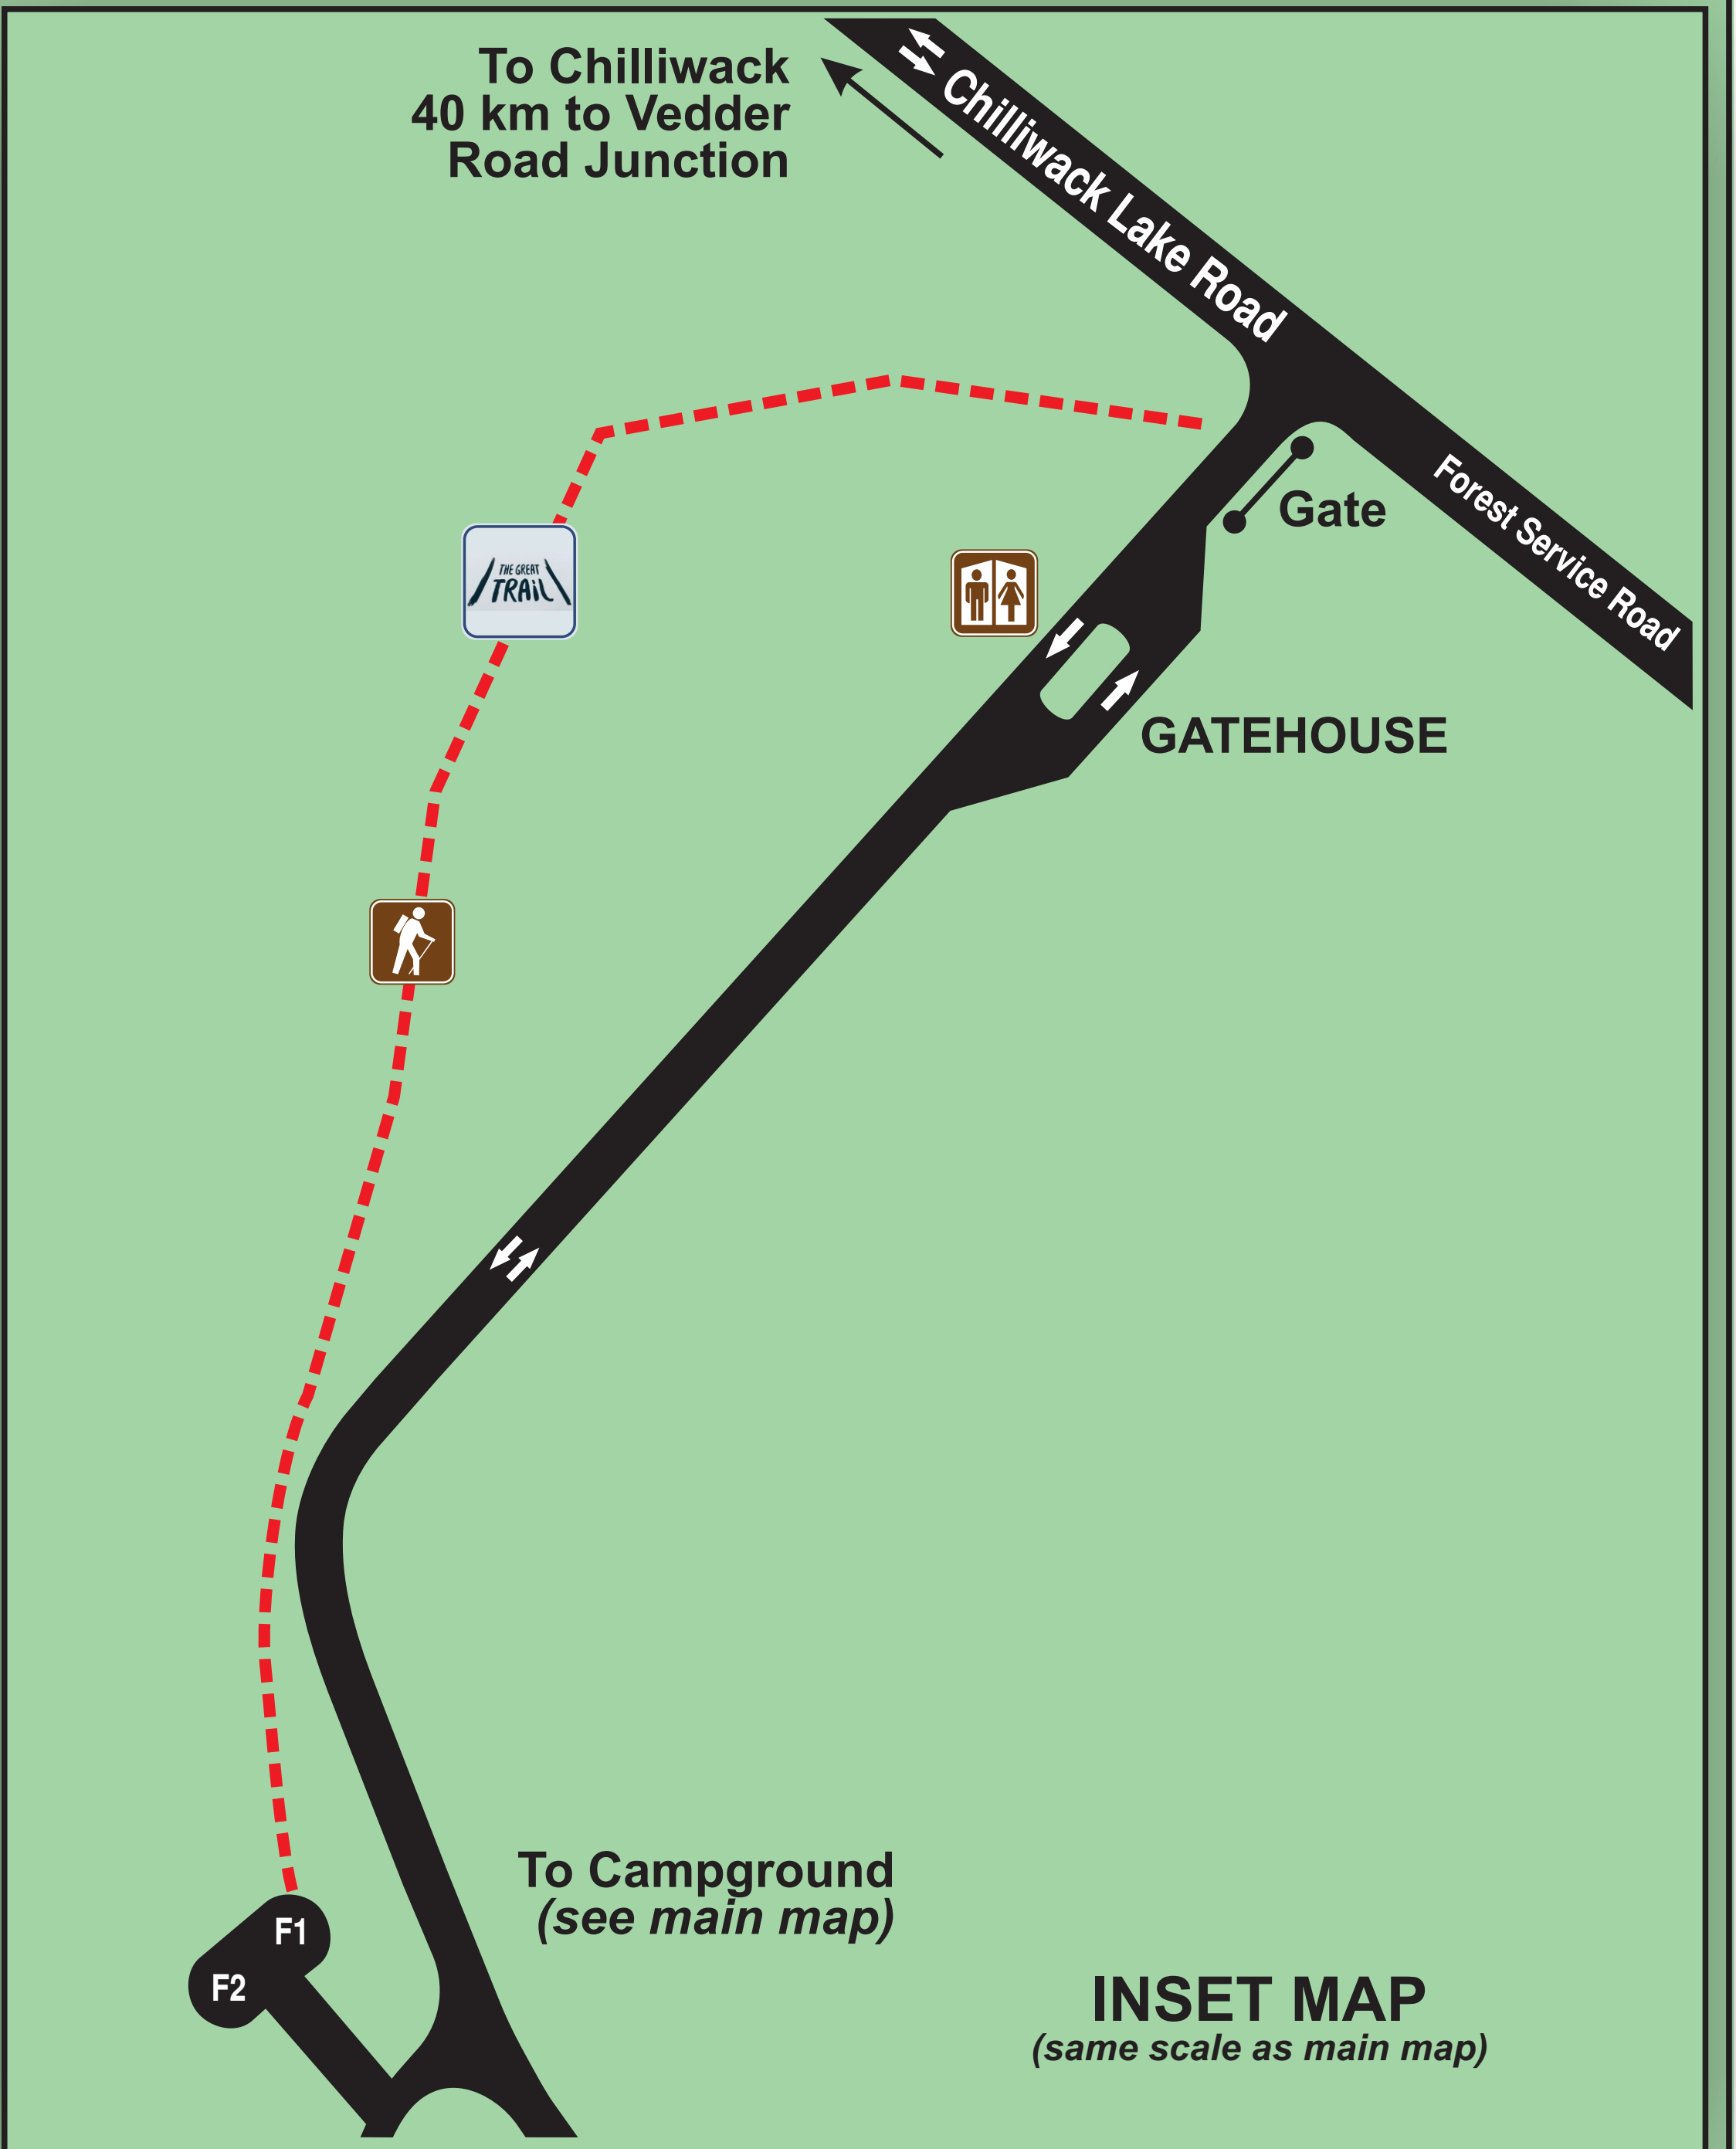 To Chilliwack
40 km to Vedder
Road Junction
Chilliwack Lake Road
Forest Service Road
Gate
THE GREAT
TRAIL
GATEHOUSE
To Campground
(see main map)
F1
F2
INSET MAP
(same scale as main map)